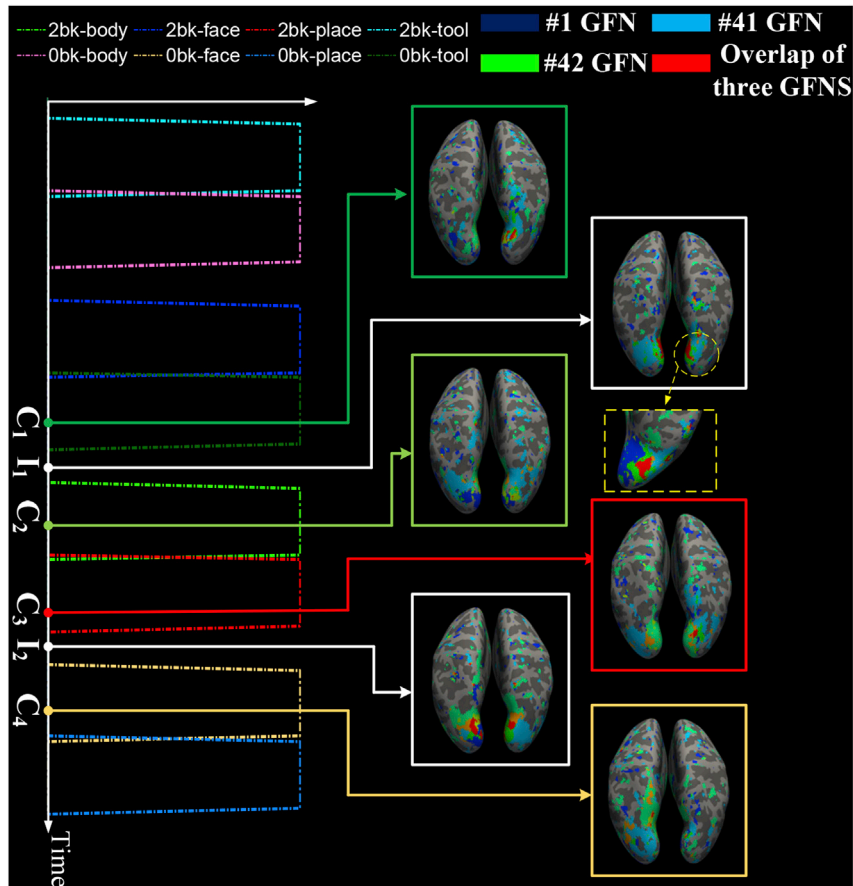 2bk-body 2bk-face 2bk-place 2bk-tool
0bk-body 0bk-face 0bk-place 0bk-tool
#1 GFN #41 GFN
#42 GFN Overlap of
three GFNS
C1
I1
C2
C3
I2
C4
Time